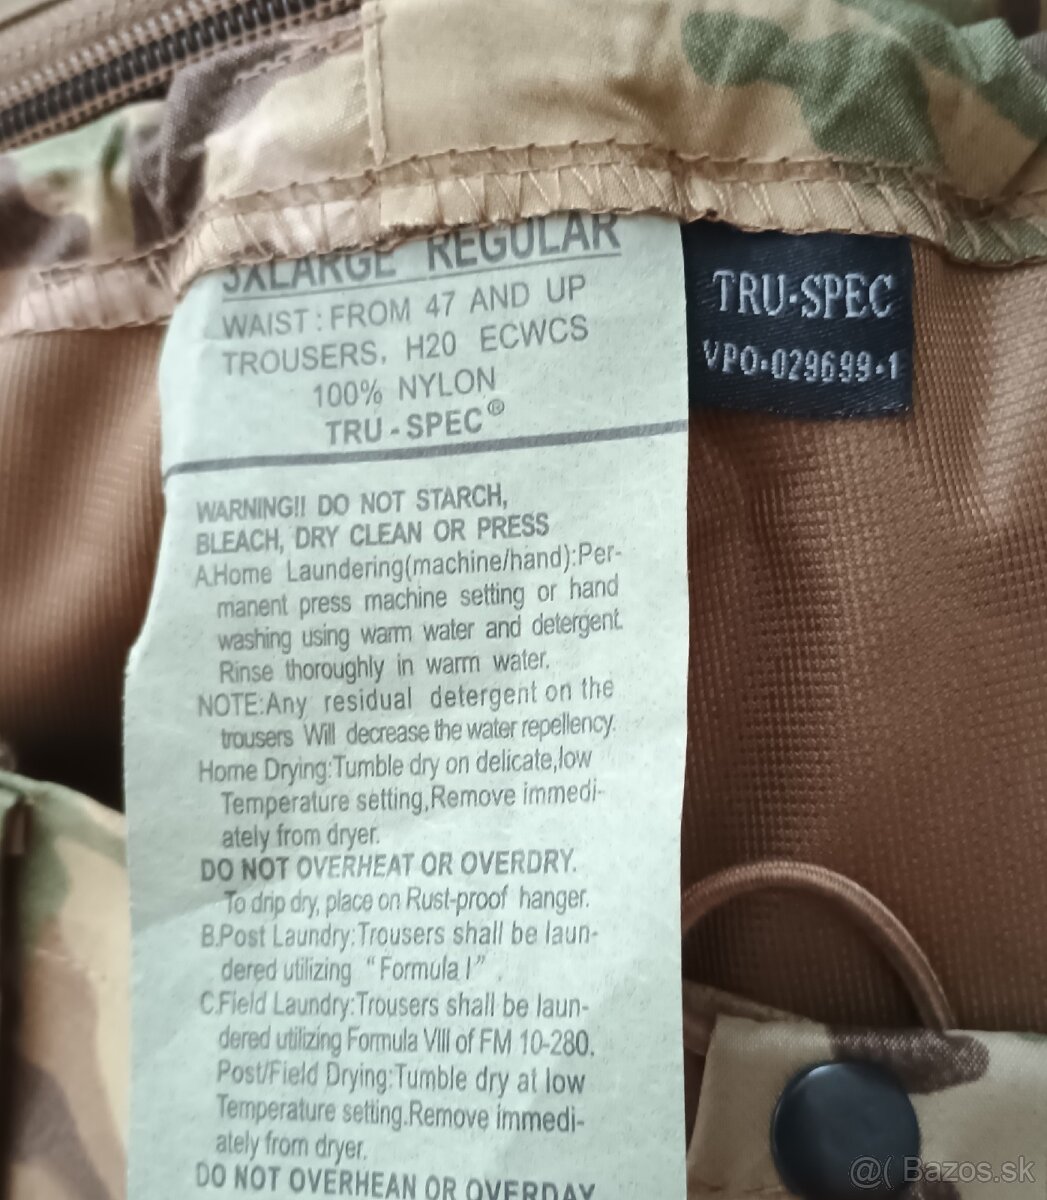 3XLARGE REGULAR
WAIST : FROM 47 AND UP
TROUSERS, H20 ECWCS
100% NYLON
TRU - SPEC®
WARNING!! DO NOT STARCH,
BLEACH, DRY CLEAN OR PRESS
A.Home Laundering(machine/hand):Per-
manent press machine setting or hand
washing using warm water and detergent.
Rinse thoroughly in warm water.
NOTE:Any residual detergent on the
trousers Will decrease the water repellency.
Home Drying:Tumble dry on delicate,low
Temperature setting,Remove immedi-
ately from dryer.
DO NOT OVERHEAT OR OVERDRY.
To drip dry, place on Rust-proof hanger.
B.Post Laundry:Trousers shall be laun-
dered utilizing "Formula I" .
C.Field Laundry:Trousers shall be laun-
dered utilizing Formula VIII of FM 10-280.
Post/Field Drying:Tumble dry at low
Temperature setting.Remove immedi-
ately from dryer.
DO NOT OVERHEAN OR OVERDAY
TRU-SPEC
VPO-029699-1
@( Bazos.sk